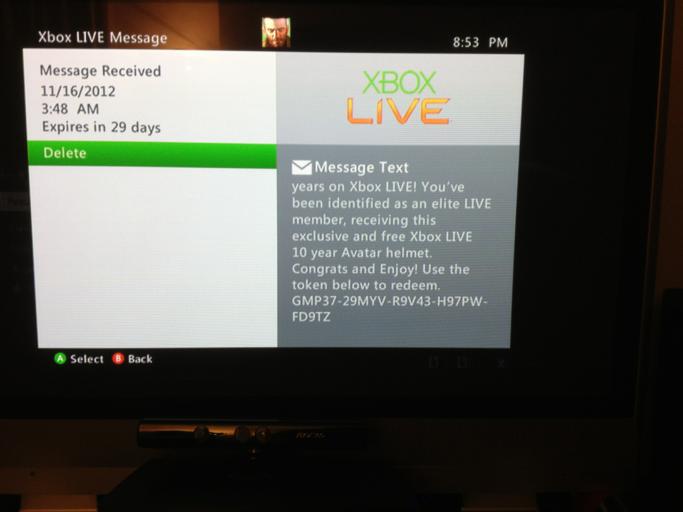 Xbox LIVE Message
8:53 PM
Message Received
11/16/2012
3:48 AM
Expires in 29 days
Delete
XBOX
LIVE
Message Text
years on Xbox LIVE! You've
been identified as an elite LIVE
member, receiving this
exclusive and free Xbox LIVE
10 year Avatar helmet.
Congrats and Enjoy! Use the
token below to redeem.
GMP37-29MYV-R9V43-H97PW-
FD9TZ
A Select B Back